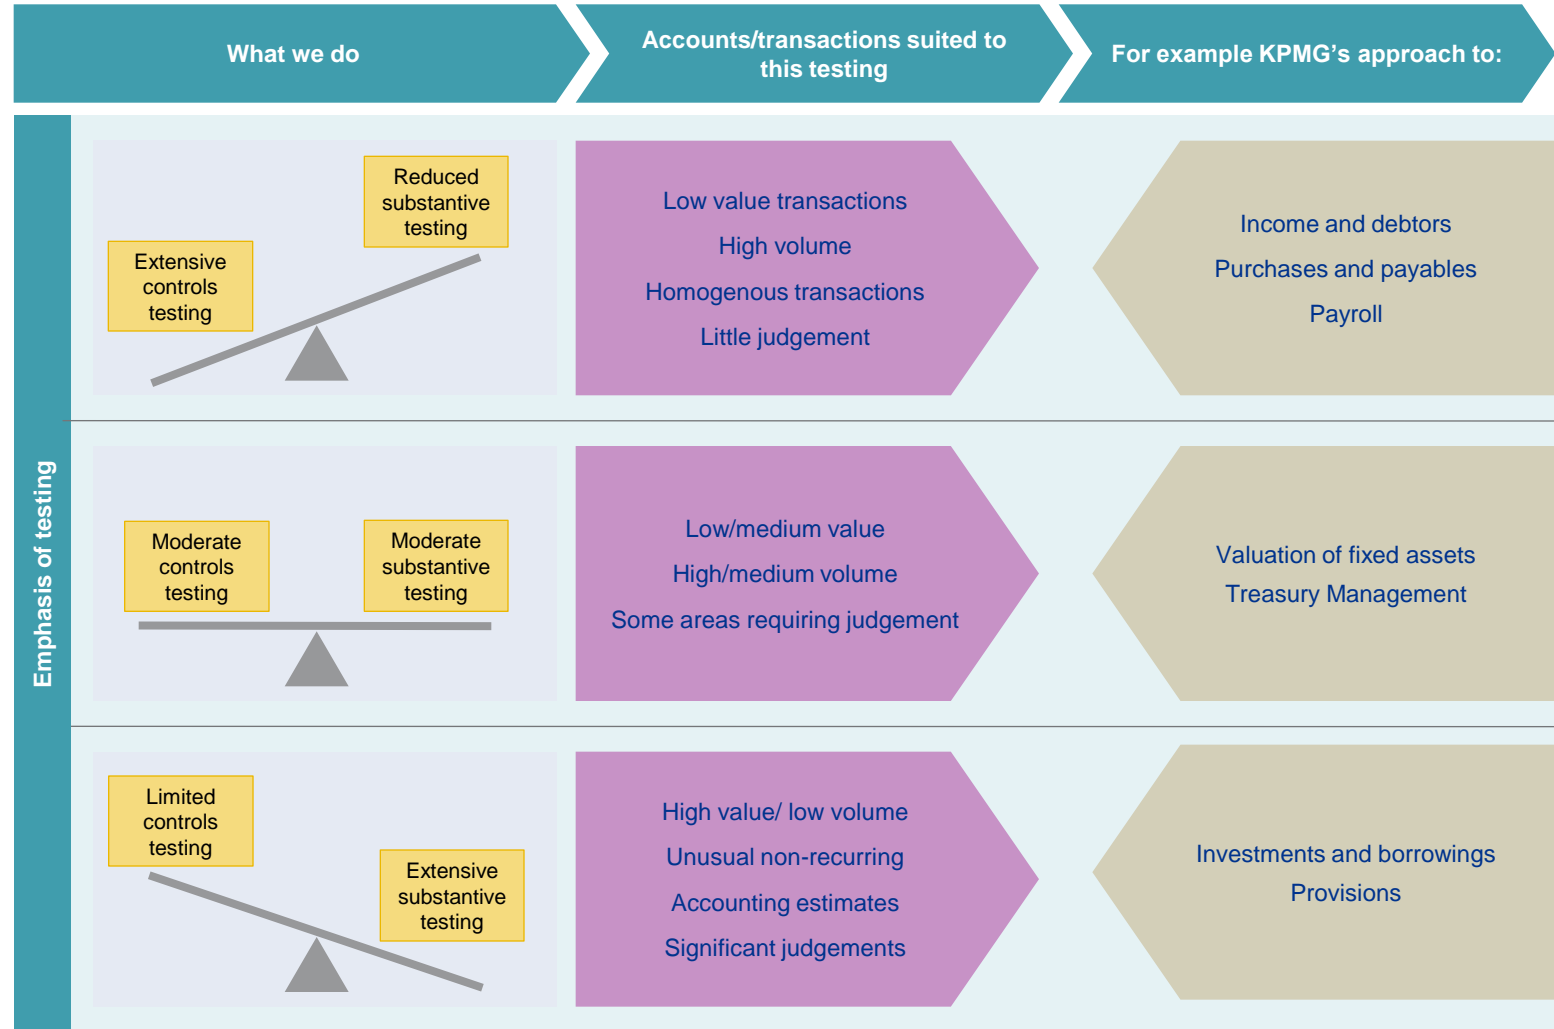 What we do
Accounts/transactions suited to
this testing
For example KPMG's approach to:
Emphasis of testing
Extensive
controls
testing
Reduced
substantive
testing
Low value transactions
High volume
Homogenous transactions
Little judgement
Income and debtors
Purchases and payables
Payroll
Moderate
controls
testing
Moderate
substantive
testing
Low/medium value
High/medium volume
Some areas requiring judgement
Valuation of fixed assets
Treasury Management
Limited
controls
testing
Extensive
substantive
testing
High value/ low volume
Unusual non-recurring
Accounting estimates
Significant judgements
Investments and borrowings
Provisions